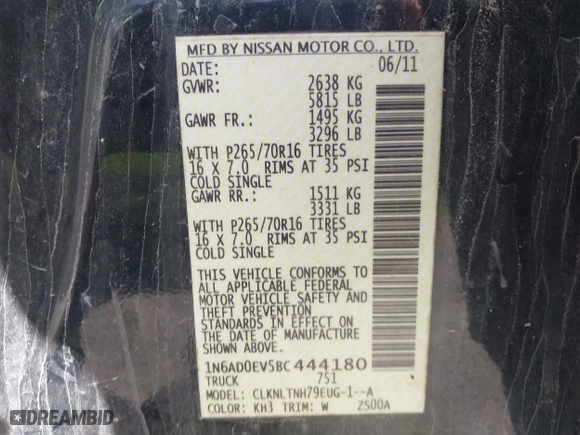 MFD BY NISSAN MOTOR CO., LTD.
DATE: 06/11
GVWR: 2638 KG
5815 LB
GAWR FR.: 1495 KG
3296 LB
WITH P265/70R16 TIRES
16 X 7.0 RIMS AT 35 PSI
COLD SINGLE
GAWR RR.: 1511 KG
3331 LB
WITH P265/70R16 TIRES
16 X 7.0 RIMS AT 35 PSI
COLD SINGLE
THIS VEHICLE CONFORMS TO
ALL APPLICABLE FEDERAL
MOTOR VEHICLE SAFETY AND
THEFT PREVENTION
STANDARDS IN EFFECT ON
THE DATE OF MANUFACTURE
SHOWN ABOVE.
1N6AD0EV5BC444180
TRUCK 751
MODEL: CLKNLTNH79EUG-1--A
COLOR: KH3 TRIM: W ZS00A
DREAMBID